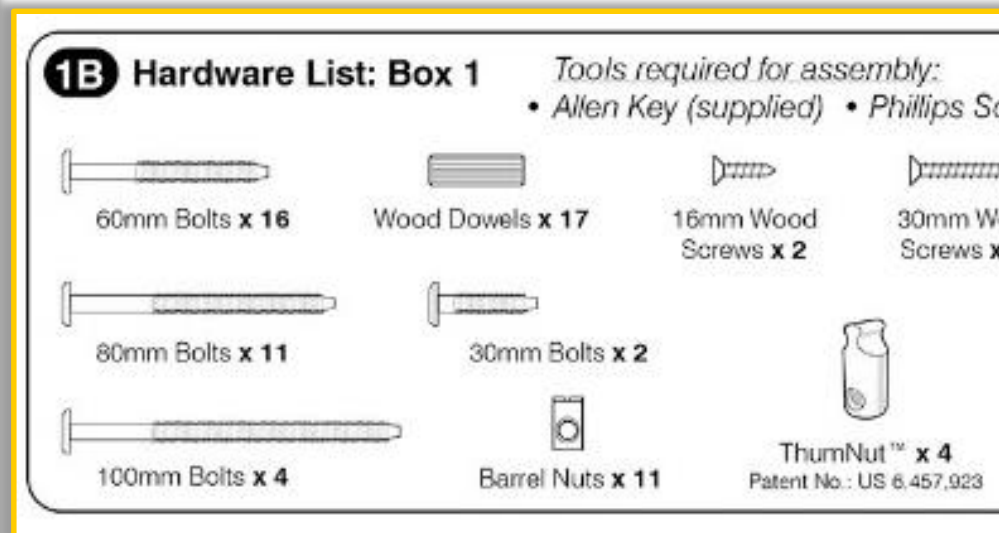 1B Hardware List: Box 1
Tools required for assembly:
• Allen Key (supplied) • Phillips
60mm Bolts x 16
Wood Dowels x 17
16mm Wood
Screws x 2
30mm
Screws x
80mm Bolts x 11
30mm Bolts x 2
100mm Bolts x 4
Barrel Nuts x 11
ThumNut™ x 4
Patent No.: US 6,457,923